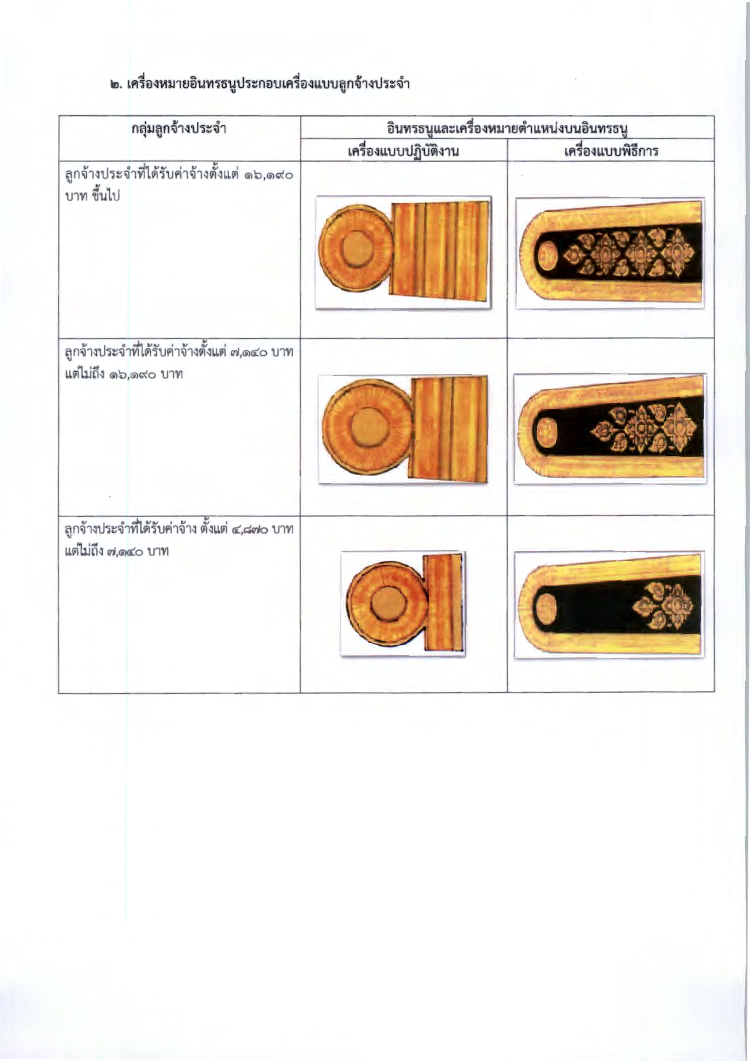 ๒. เครื่องหมายอินทรธนูประกอบเครื่องแบบลูกจ้างประจำ
กลุ่มลูกจ้างประจำ
อินทรธนูและเครื่องหมายตำแหน่งบนอินทรธนู
เครื่องแบบปฏิบัติงาน
เครื่องแบบพิธีการ
ลูกจ้างประจำที่ได้รับค่าจ้างตั้งแต่ ๑๖,๑๙๐
บาท ขึ้นไป
ลูกจ้างประจำที่ได้รับค่าจ้างตั้งแต่ ๗,๑๔๐ บาท
แต่ไม่ถึง ๑๖,๑๙๐ บาท
ลูกจ้างประจำที่ได้รับค่าจ้าง ตั้งแต่ ๔,๘๗๐ บาท
แต่ไม่ถึง ๗,๑๔๐ บาท